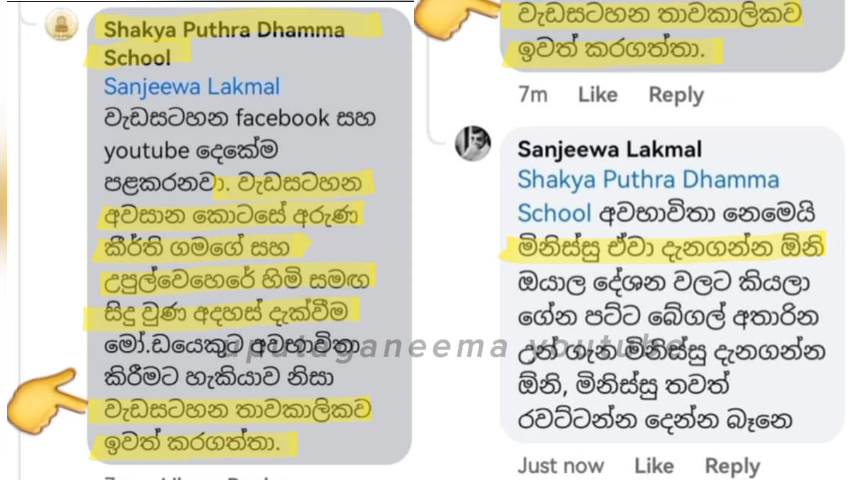 Shakya Puthra Dhamma
School
Sanjeewa Lakmal
වැඩසටහන facebook සහ
youtube දෙකේම
පළකරනවා. වැඩසටහන
අවසාන කොටසේ අරුණ
කීර්ති ගමගේ සහ
උපුල්වෙහෙරේ හිමි සමඟ
සිදු වුණ අදහස් දැක්වීම
මෝ.ඩයෙකුට අවභාවිතා
කිරීමට හැකියාව නිසා
වැඩසටහන තාවකාලිකව
ඉවත් කරගත්තා.
වැඩසටහන තාවකාලිකව
ඉවත් කරගත්තා.
7m Like Reply
Sanjeewa Lakmal
Shakya Puthra Dhamma
School අවභාවිතා නෙමෙයි
මිනිස්සු ඒවා දැනගන්න ඕනි
ඔයාල දේශන වලට කියලා
ගේන පට්ට බේගල් අතාරින
උන් ගැන මිනිස්සු දැනගන්න
ඕනි, මිනිස්සු තවත්
රවට්ටන්න දෙන්න බෑනෙ
Just now Like Reply